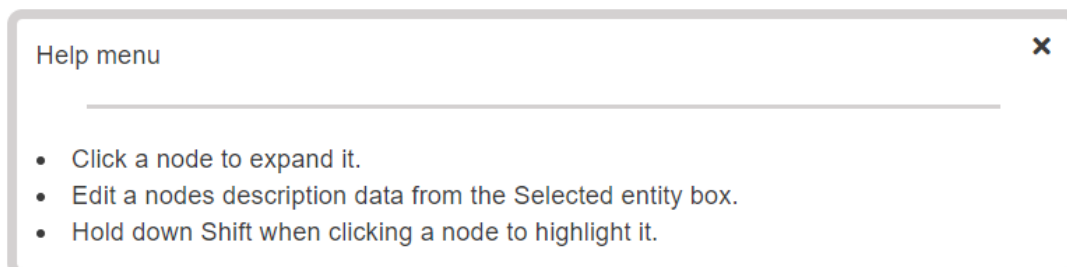 Help menu
Click a node to expand it.
Edit a nodes description data from the Selected entity box.
Hold down Shift when clicking a node to highlight it.